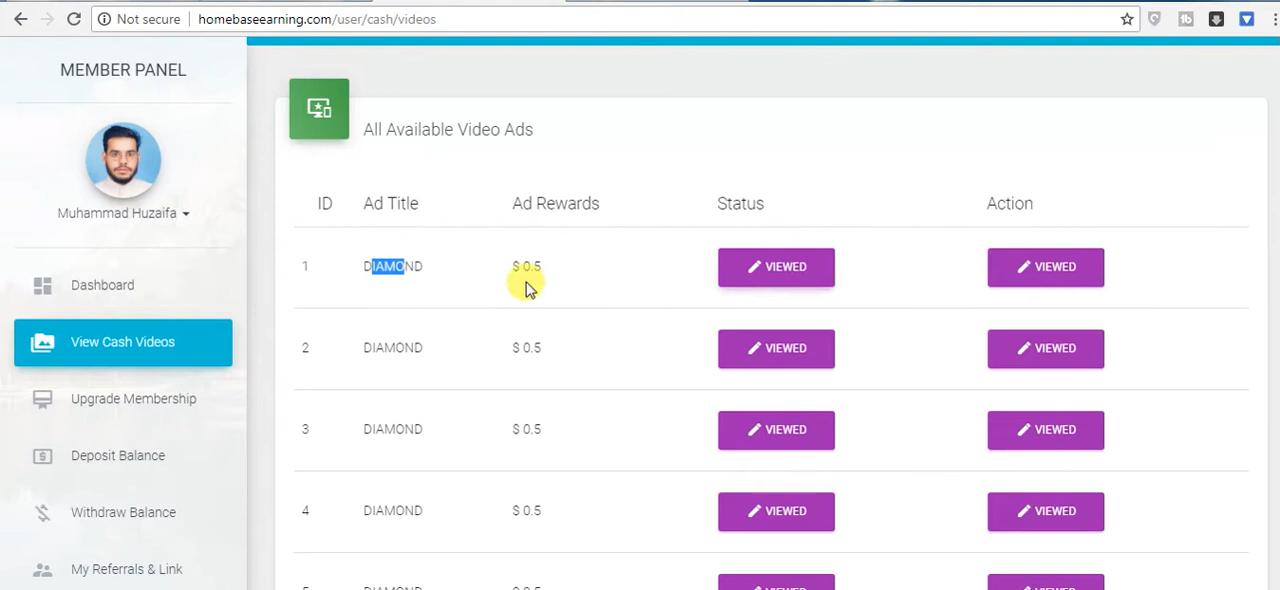 Not secure | homebaseearning.com/user/cash/videos
MEMBER PANEL
Muhammad Huzaifa
Dashboard
View Cash Videos
Upgrade Membership
Deposit Balance
Withdraw Balance
My Referrals & Link
All Available Video Ads
ID Ad Title Ad Rewards Status Action
1 DIAMOND $ 0.5 VIEWED VIEWED
2 DIAMOND $ 0.5 VIEWED VIEWED
3 DIAMOND $ 0.5 VIEWED VIEWED
4 DIAMOND $ 0.5 VIEWED VIEWED